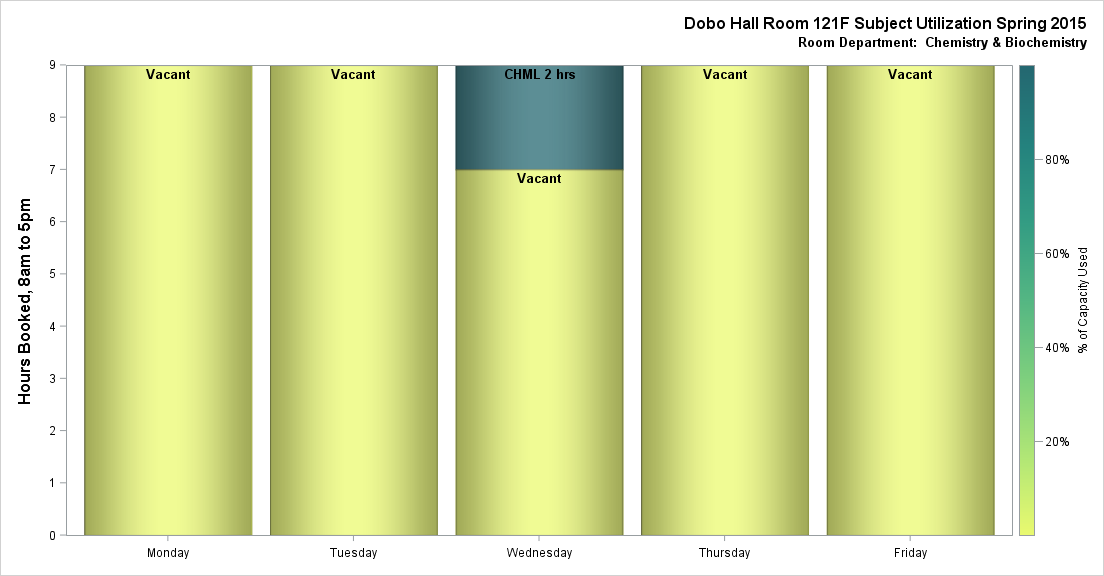 Dobo Hall Room 121F Subject Utilization Spring 2015
Room Department:  Chemistry & Biochemistry
Hours Booked, 8am to 5pm
9
8
7
6
5
4
3
2
1
0
Vacant
Vacant
CHML 2 hrs
Vacant
Vacant
Vacant
Monday
Tuesday
Wednesday
Thursday
Friday
80%
60%
40%
20%
% of Capacity Used